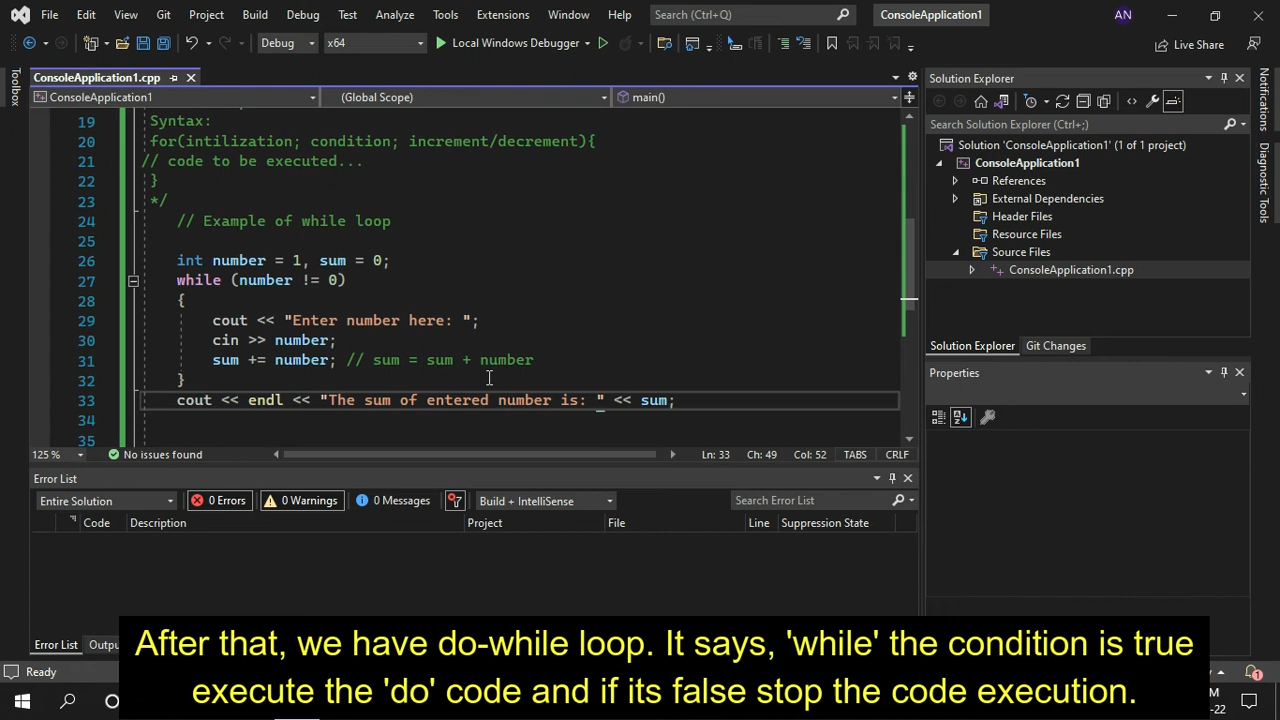 File Edit View Git Project Build Debug Test Analyze Tools Extensions Window Help Search (Ctrl+Q) ConsoleApplication1 AN
Debug x64 Local Windows Debugger Live Share
Toolbox
ConsoleApplication1.cpp
ConsoleApplication1 (Global Scope) main()
19 Syntax:
20 for(intilization; condition; increment/decrement){
21 // code to be executed...
22 }
23 */
24 // Example of while loop
25
26 int number = 1, sum = 0;
27 while (number != 0)
28 {
29 cout << "Enter number here: ";
30 cin >> number;
31 sum += number; // sum = sum + number
32 }
33 cout << endl << "The sum of entered number is: " << sum;
34
35
125 % No issues found Ln: 33 Ch: 49 Col: 52 TABS CRLF
Error List
Entire Solution 0 Errors 0 Warnings 0 Messages Build + IntelliSense Search Error List
Code Description Project File Line Suppression State
Error List Outp
Ready
Solution Explorer
Search Solution Explorer (Ctrl+;)
Solution 'ConsoleApplication1' (1 of 1 project)
ConsoleApplication1
References
External Dependencies
Header Files
Resource Files
Source Files
ConsoleApplication1.cpp
Solution Explorer Git Changes
Properties
Notifications
Diagnostic Tools
After that, we have do-while loop. It says, 'while' the condition is true
execute the 'do' code and if its false stop the code execution.
M
-22